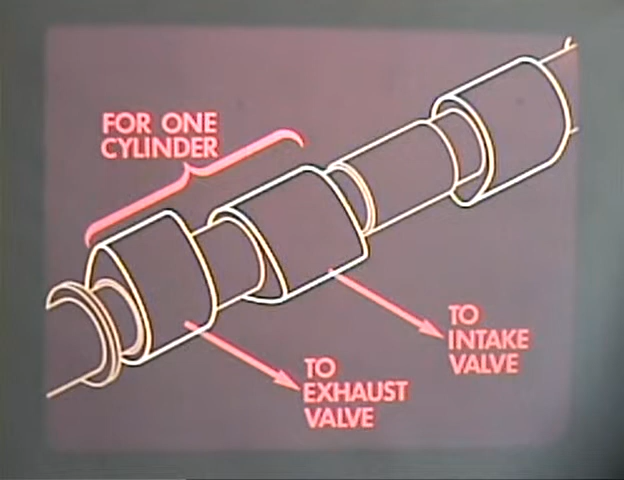 FOR ONE
CYLINDER
TO
INTAKE
VALVE
TO
EXHAUST
VALVE